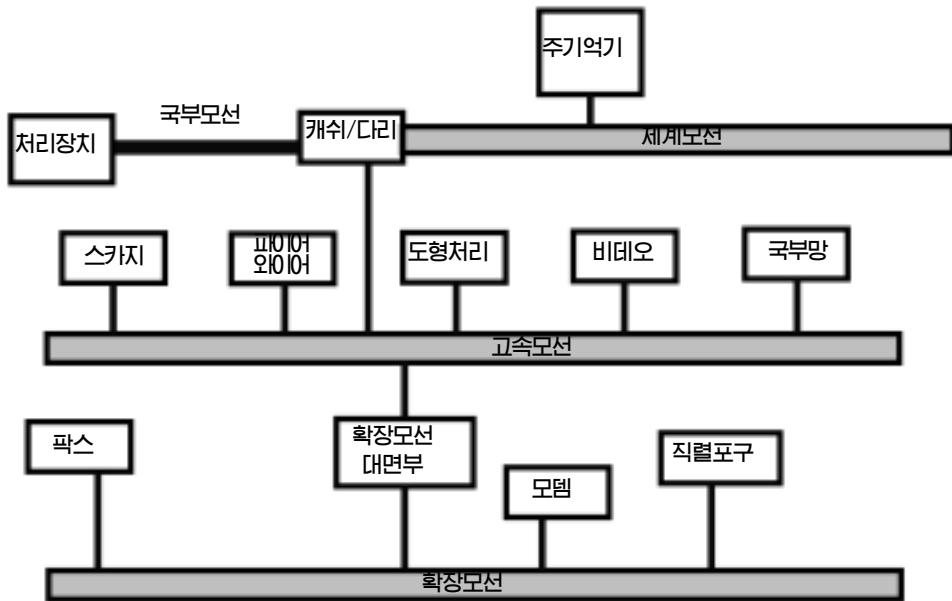 주기억기
국부모선
처리장치
캐쉬/다리
체계모선
스카지
파이어
와이어
도형처리
비데오
국부망
고속모선
팍스
확장모선
대면부
모뎀
직렬포구
확장모선